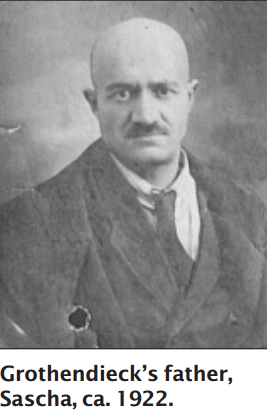 Grothendieck’s father,
Sascha, ca. 1922.